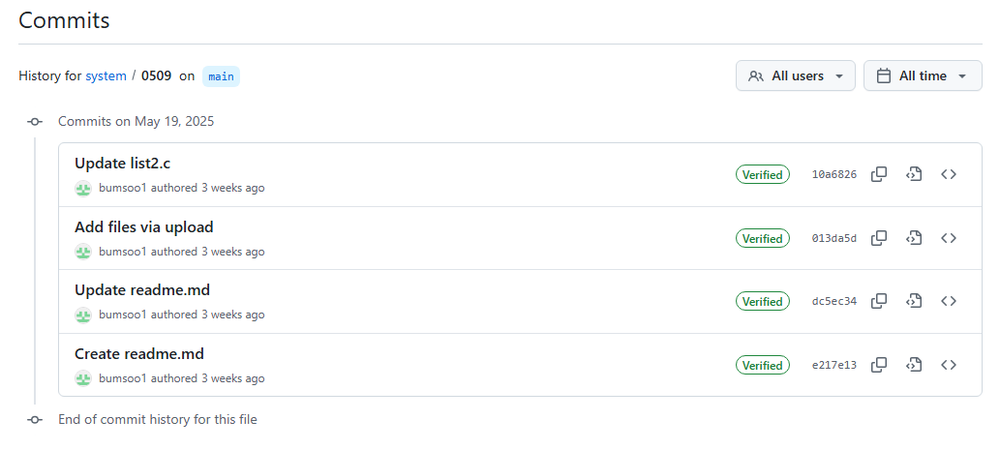 Commits
History for system / 0509 on main
All users
All time
Commits on May 19, 2025
Update list2.c
bumsoo1 authored 3 weeks ago
Verified
10a6826
Add files via upload
bumsoo1 authored 3 weeks ago
Verified
013da5d
Update readme.md
bumsoo1 authored 3 weeks ago
Verified
dc5ec34
Create readme.md
bumsoo1 authored 3 weeks ago
Verified
e217e13
End of commit history for this file